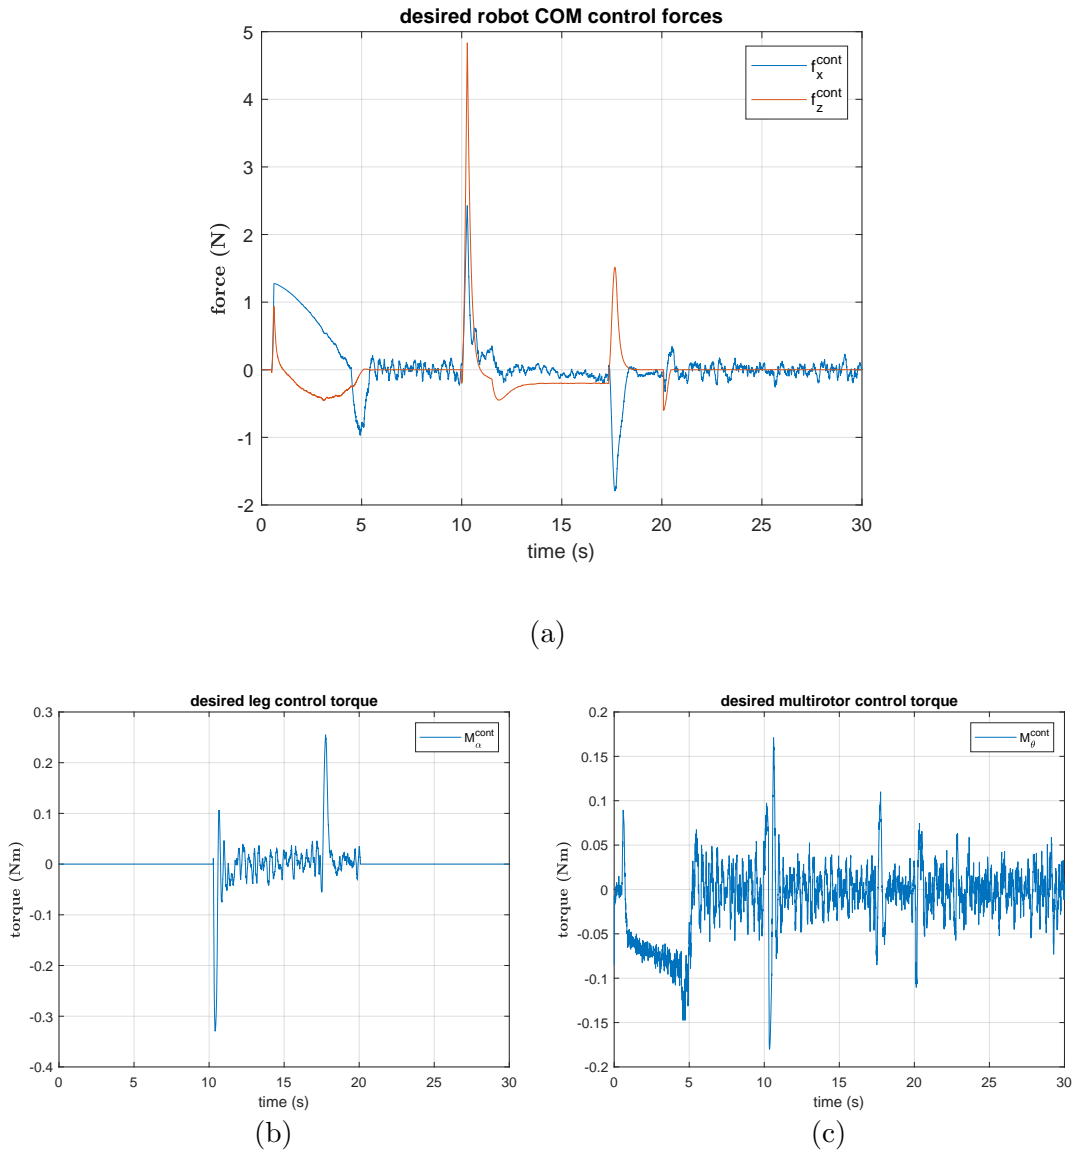 desired robot COM control forces
5
4
3
2
1
0
-1
-2
force (N)
f_x^cont
f_z^cont
0 5 10 15 20 25 30
time (s)
(a)
desired leg control torque
0.3
0.2
0.1
0
-0.1
-0.2
-0.3
-0.4
torque (Nm)
M_α^cont
0 5 10 15 20 25 30
time (s)
(b)
desired multirotor control torque
0.2
0.15
0.1
0.05
0
-0.05
-0.1
-0.15
-0.2
torque (Nm)
M_θ^cont
0 5 10 15 20 25 30
time (s)
(c)